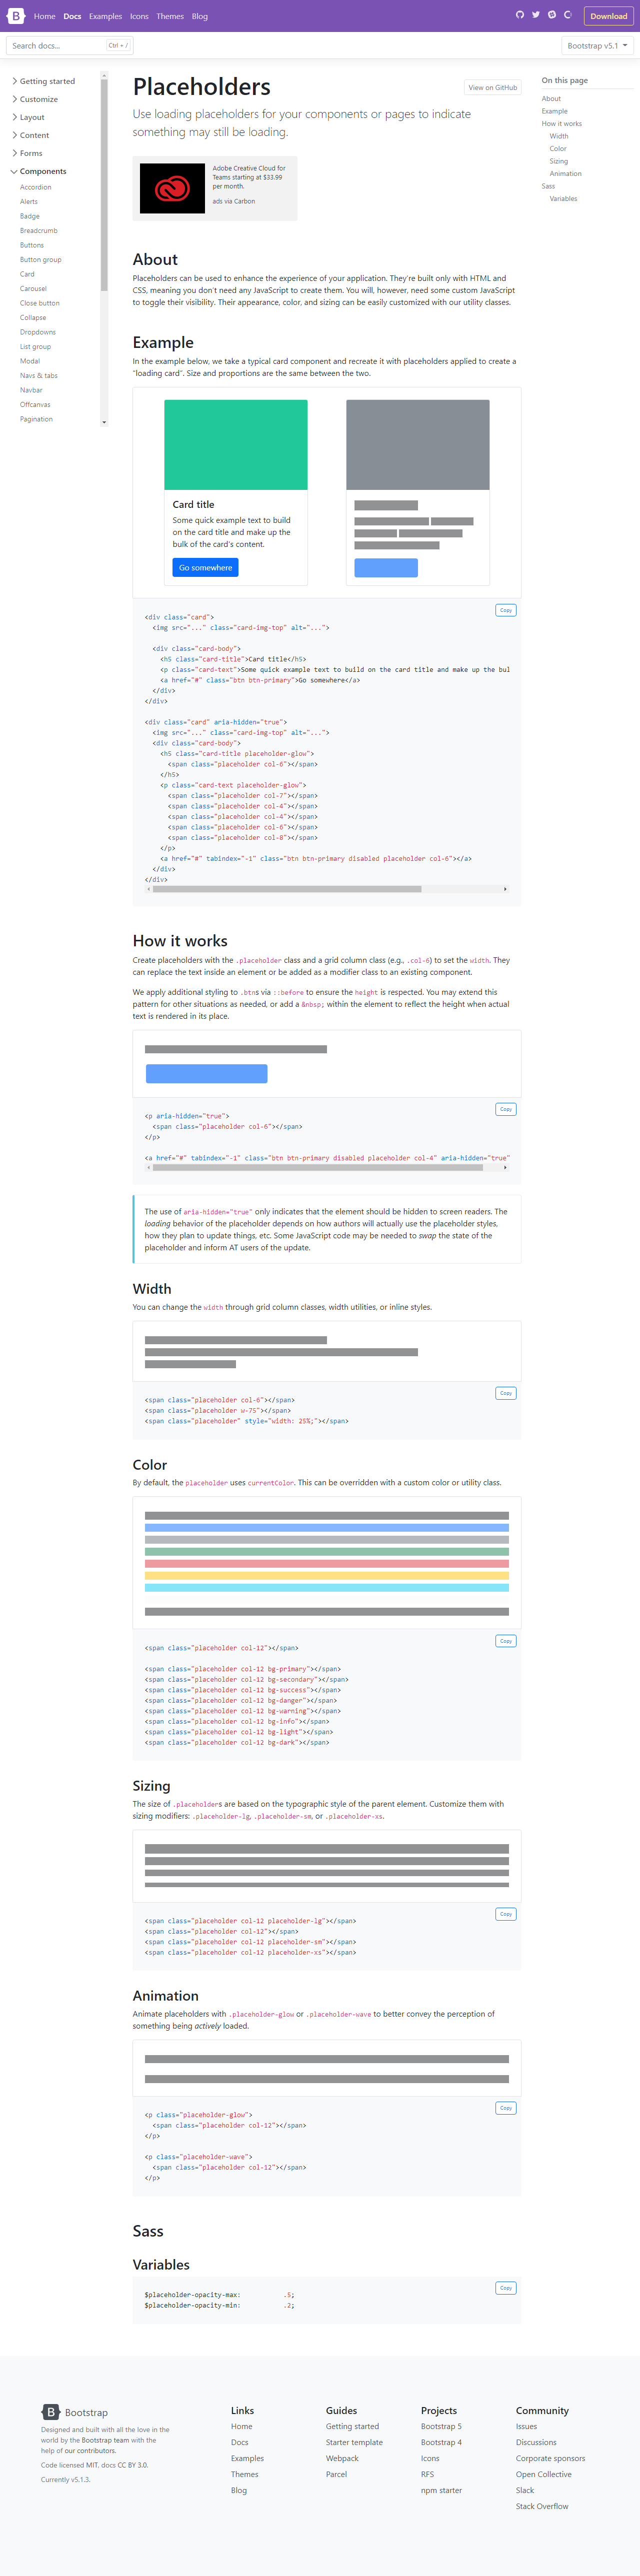 B Home Docs Examples Icons Themes Blog Download
Search docs... Ctrl + / Bootstrap v5.1
Getting started
Customize
Layout
Content
Forms
Components
Accordion
Alerts
Badge
Breadcrumb
Buttons
Button group
Card
Carousel
Close button
Collapse
Dropdowns
List group
Modal
Navs & tabs
Navbar
Offcanvas
Pagination
Placeholders
View on GitHub
Use loading placeholders for your components or pages to indicate
something may still be loading.
Adobe Creative Cloud for
Teams starting at $33.99
per month.
ads via Carbon
On this page
About
Example
How it works
Width
Color
Sizing
Animation
Sass
Variables
About
Placeholders can be used to enhance the experience of your application. They're built only with HTML and
CSS, meaning you don't need any JavaScript to create them. You will, however, need some custom JavaScript
to toggle their visibility. Their appearance, color, and sizing can be easily customized with our utility classes.
Example
In the example below, we take a typical card component and recreate it with placeholders applied to create a
"loading card". Size and proportions are the same between the two.
Card title
Some quick example text to build
on the card title and make up the
bulk of the card's content.
Go somewhere
Copy
<div class="card">
<img src="..." class="card-img-top" alt="...">
<div class="card-body">
<h5 class="card-title">Card title</h5>
<p class="card-text">Some quick example text to build on the card title and make up the bul
<a href="#" class="btn btn-primary">Go somewhere</a>
</div>
</div>
<div class="card" aria-hidden="true">
<img src="..." class="card-img-top" alt="...">
<div class="card-body">
<h5 class="card-title placeholder-glow">
<span class="placeholder col-6"></span>
</h5>
<p class="card-text placeholder-glow">
<span class="placeholder col-7"></span>
<span class="placeholder col-4"></span>
<span class="placeholder col-4"></span>
<span class="placeholder col-6"></span>
<span class="placeholder col-8"></span>
</p>
<a href="#" tabindex="-1" class="btn btn-primary disabled placeholder col-6"></a>
</div>
</div>
How it works
Create placeholders with the .placeholder class and a grid column class (e.g., .col-6) to set the width. They
can replace the text inside an element or be added as a modifier class to an existing component.
We apply additional styling to .btns via ::before to ensure the height is respected. You may extend this
pattern for other situations as needed, or add a &nbsp; within the element to reflect the height when actual
text is rendered in its place.
Copy
<p aria-hidden="true">
<span class="placeholder col-6"></span>
</p>
<a href="#" tabindex="-1" class="btn btn-primary disabled placeholder col-4" aria-hidden="true"
The use of aria-hidden="true" only indicates that the element should be hidden to screen readers. The
loading behavior of the placeholder depends on how authors will actually use the placeholder styles,
how they plan to update things, etc. Some JavaScript code may be needed to swap the state of the
placeholder and inform AT users of the update.
Width
You can change the width through grid column classes, width utilities, or inline styles.
Copy
<span class="placeholder col-6"></span>
<span class="placeholder w-75"></span>
<span class="placeholder" style="width: 25%;"></span>
Color
By default, the placeholder uses currentColor. This can be overridden with a custom color or utility class.
Copy
<span class="placeholder col-12"></span>
<span class="placeholder col-12 bg-primary"></span>
<span class="placeholder col-12 bg-secondary"></span>
<span class="placeholder col-12 bg-success"></span>
<span class="placeholder col-12 bg-danger"></span>
<span class="placeholder col-12 bg-warning"></span>
<span class="placeholder col-12 bg-info"></span>
<span class="placeholder col-12 bg-light"></span>
<span class="placeholder col-12 bg-dark"></span>
Sizing
The size of .placeholders are based on the typographic style of the parent element. Customize them with
sizing modifiers: .placeholder-lg, .placeholder-sm, or .placeholder-xs.
Copy
<span class="placeholder col-12 placeholder-lg"></span>
<span class="placeholder col-12"></span>
<span class="placeholder col-12 placeholder-sm"></span>
<span class="placeholder col-12 placeholder-xs"></span>
Animation
Animate placeholders with .placeholder-glow or .placeholder-wave to better convey the perception of
something being actively loaded.
Copy
<p class="placeholder-glow">
<span class="placeholder col-12"></span>
</p>
<p class="placeholder-wave">
<span class="placeholder col-12"></span>
</p>
Sass
Variables
Copy
$placeholder-opacity-max: .5;
$placeholder-opacity-min: .2;
B Bootstrap
Designed and built with all the love in the
world by the Bootstrap team with the
help of our contributors.
Code licensed MIT, docs CC BY 3.0.
Currently v5.1.3.
Links
Home
Docs
Examples
Themes
Blog
Guides
Getting started
Starter template
Webpack
Parcel
Projects
Bootstrap 5
Bootstrap 4
Icons
RFS
npm starter
Community
Issues
Discussions
Corporate sponsors
Open Collective
Slack
Stack Overflow